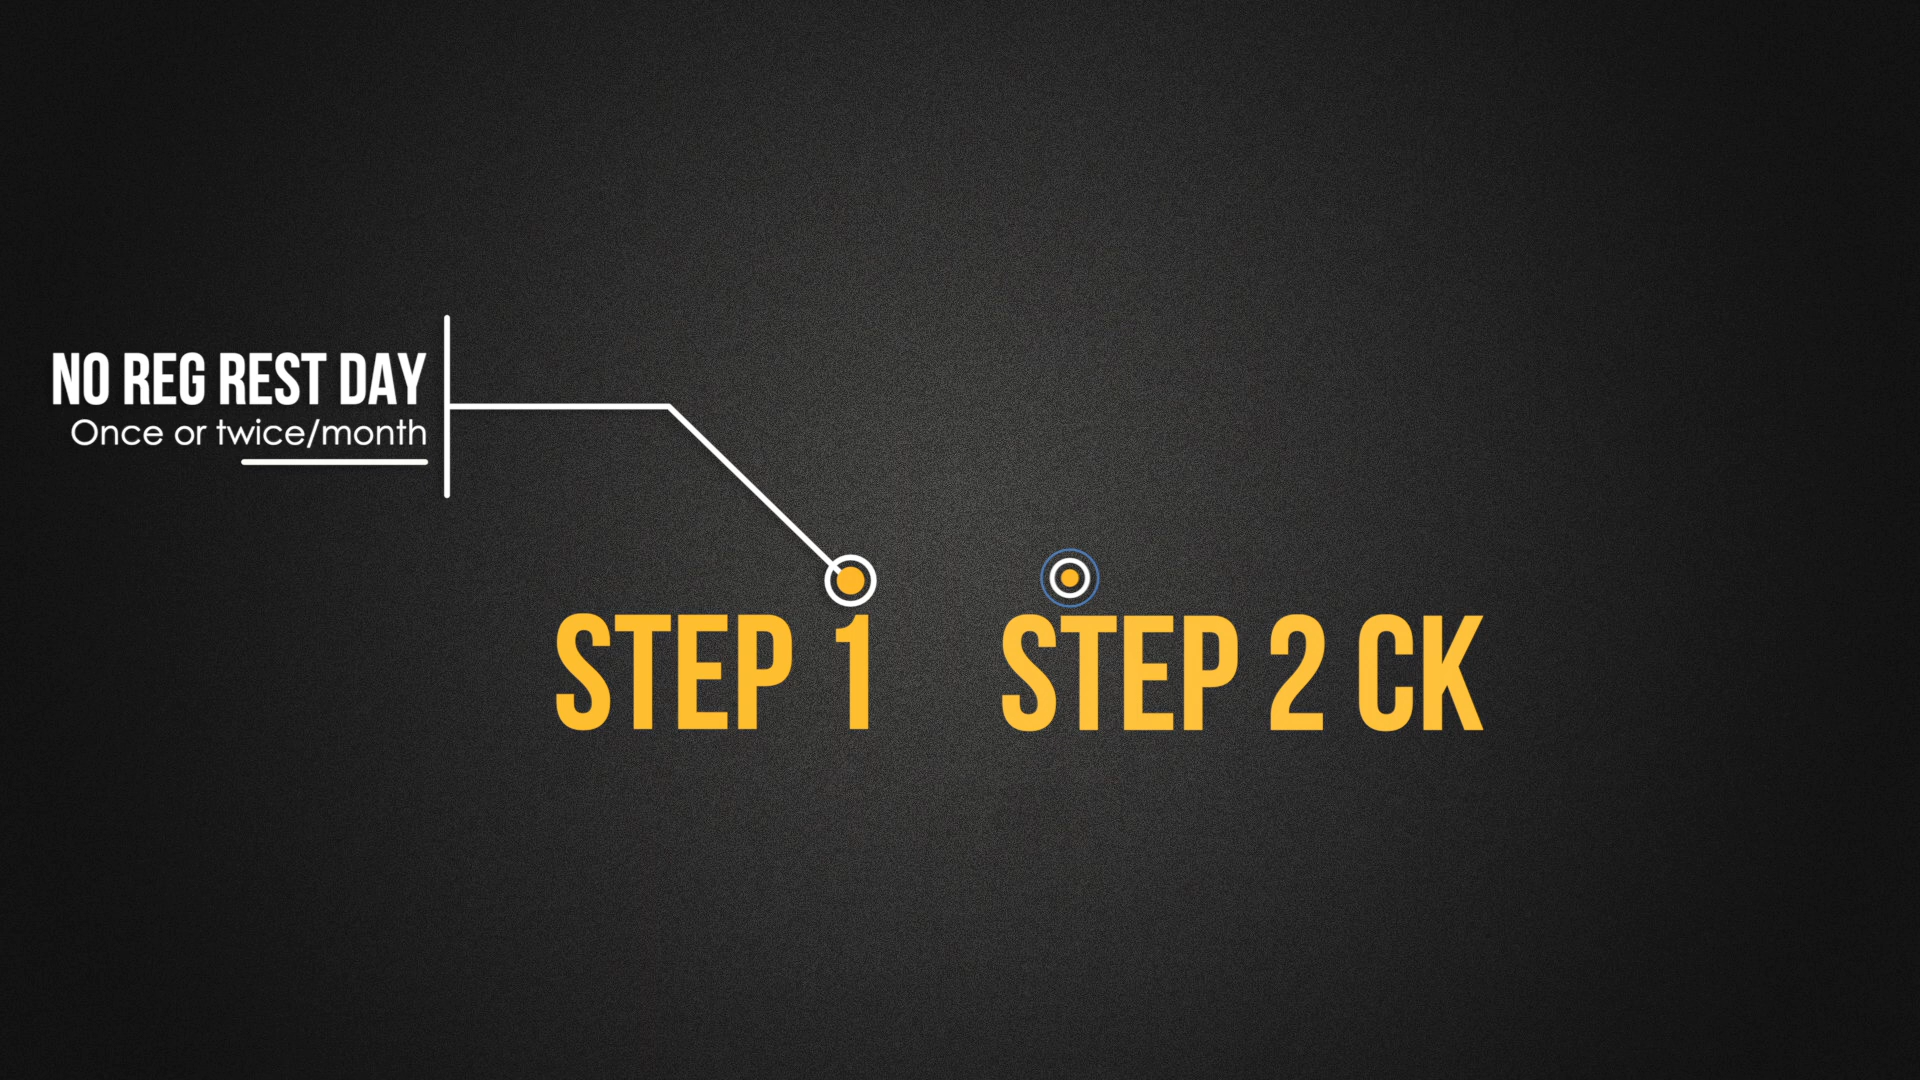 NO REG REST DAY
Once or twice/month
STEP 1
STEP 2 CK